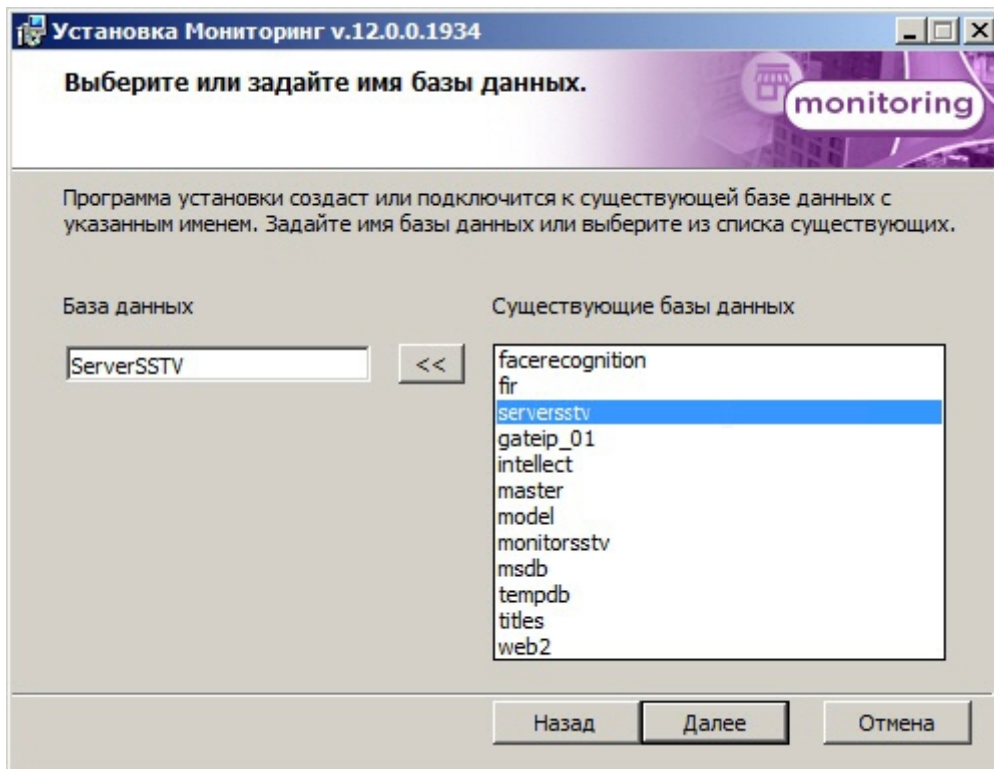 Установка Мониторинг v.12.0.0.1934
Выберите или задайте имя базы данных.
monitoring
Программа установки создаст или подключится к существующей базе данных с
указанным именем. Задайте имя базы данных или выберите из списка существующих.
База данных
Существующие базы данных
ServerSSTV
<<
facerecognition
fir
serversstv
gateip_01
intellect
master
model
monitorsstv
msdb
tempdb
titles
web2
Назад
Далее
Отмена